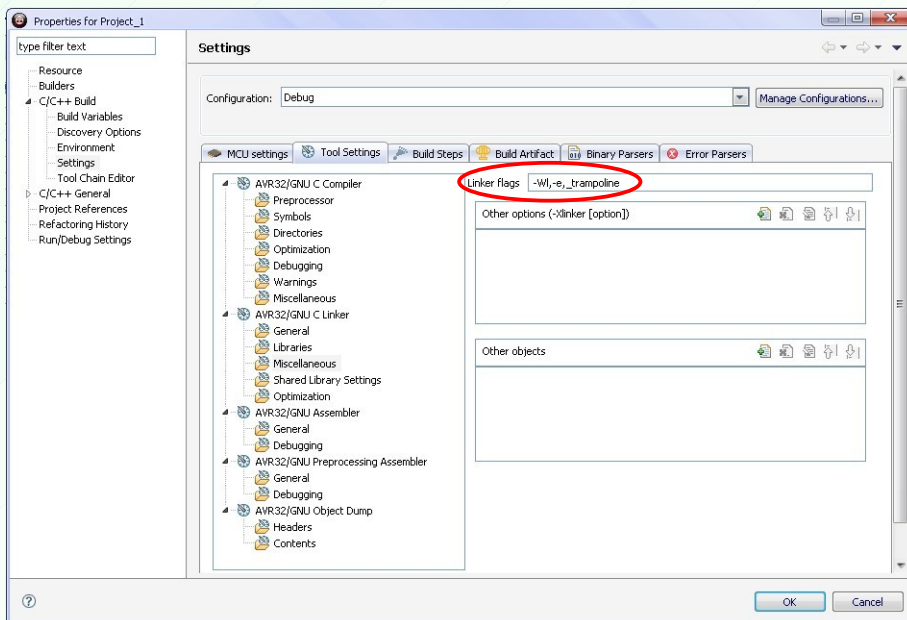 Properties for Project_1
type filter text
Resource
Builders
C/C++ Build
Build Variables
Discovery Options
Environment
Settings
Tool Chain Editor
C/C++ General
Project References
Refactoring History
Run/Debug Settings
Settings
Configuration: Debug Manage Configurations...
MCU settings Tool Settings Build Steps Build Artifact Binary Parsers Error Parsers
AVR32/GNU C Compiler
Preprocessor
Symbols
Directories
Optimization
Debugging
Warnings
Miscellaneous
AVR32/GNU C Linker
General
Libraries
Miscellaneous
Shared Library Settings
Optimization
AVR32/GNU Assembler
General
Debugging
AVR32/GNU Preprocessing Assembler
General
Debugging
AVR32/GNU Object Dump
Headers
Contents
Linker flags -Wl,-e,_trampoline
Other options (-Xlinker [option])
Other objects
OK Cancel